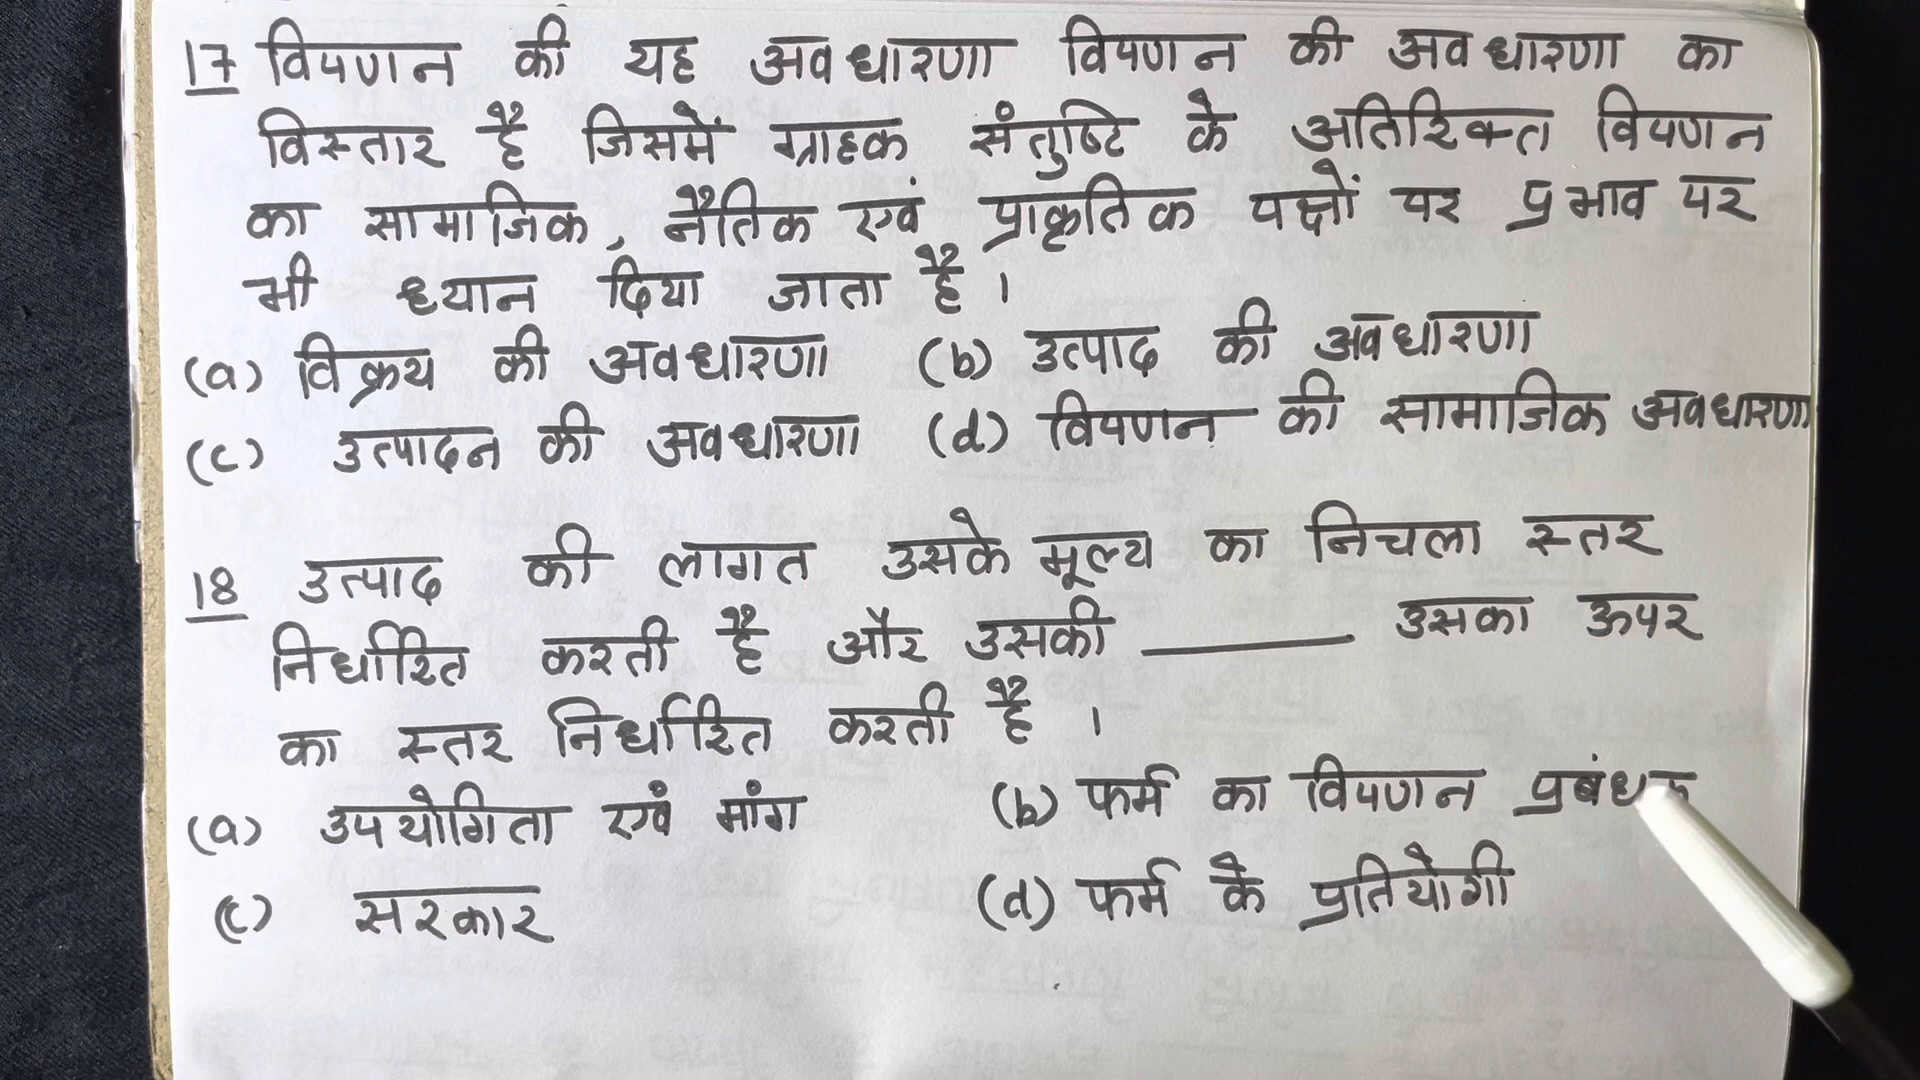 17 विपणन की यह अवधारणा विपणन की अवधारणा का
विस्तार है जिसमें ग्राहक संतुष्टि के अतिरिक्त विपणन
का सामाजिक, नैतिक एवं प्राकृतिक पक्षों पर प्रभाव पर
भी ध्यान दिया जाता है।
(a) विक्रय की अवधारणा (b) उत्पाद की अवधारणा
(c) उत्पादन की अवधारणा (d) विपणन की सामाजिक अवधारणा
18 उत्पाद की लागत उसके मूल्य का निचला स्तर
निर्धारित करती है और उसकी ______ उसका ऊपर
का स्तर निर्धारित करती है।
(a) उपयोगिता एवं मांग (b) फर्म का विपणन प्रबंधक
(c) सरकार (d) फर्म के प्रतियोगी